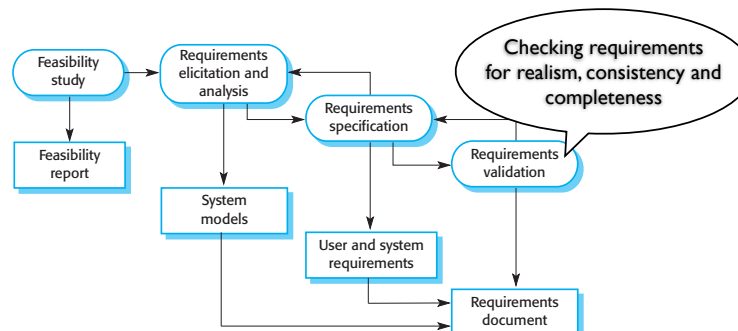 Checking requirements
for realism, consistency and
completeness
Feasibility
study
Requirements
elicitation and
analysis
Requirements
specification
Requirements
validation
Feasibility
report
System
models
User and system
requirements
Requirements
document